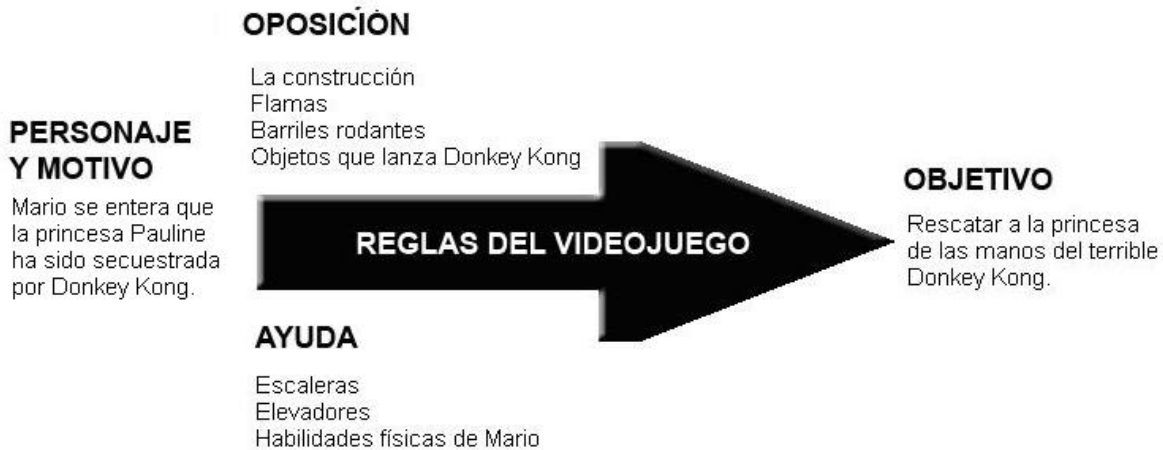 OPOSICIÓN
La construcción
Flamas
Barriles rodantes
Objetos que lanza Donkey Kong
PERSONAJE
Y MOTIVO
Mario se entera que
la princesa Pauline
ha sido secuestrada
por Donkey Kong.
REGLAS DEL VIDEOJUEGO
OBJETIVO
Rescatar a la princesa
de las manos del terrible
Donkey Kong.
AYUDA
Escaleras
Elevadores
Habilidades físicas de Mario